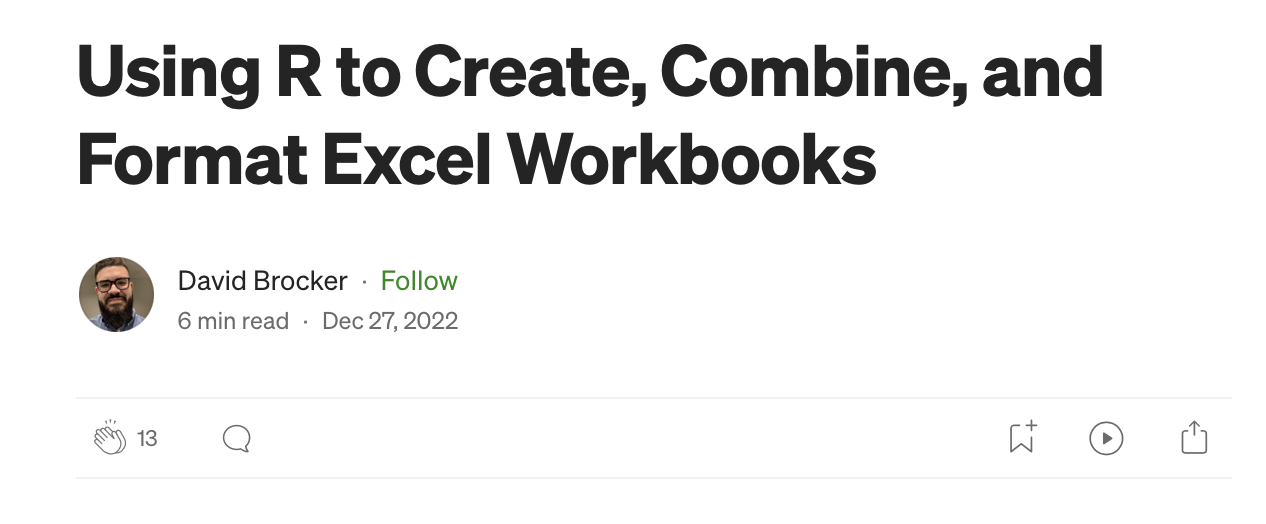 Using R to Create, Combine, and
Format Excel Workbooks
David Brocker · Follow
6 min read · Dec 27, 2022
13